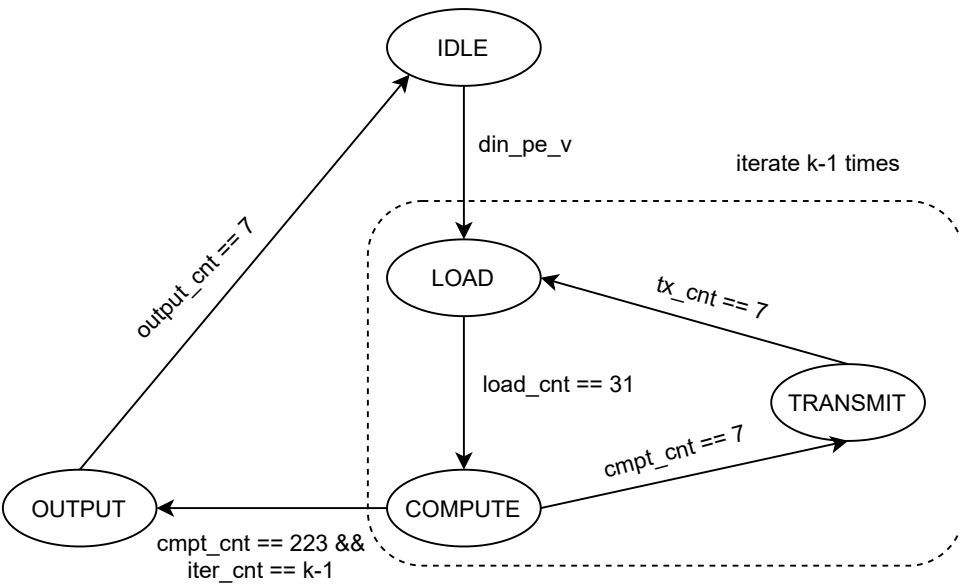 IDLE
din_pe_v
iterate k-1 times
output_cnt == 7
LOAD
tx_cnt == 7
load_cnt == 31
TRANSMIT
cmpt_cnt == 7
OUTPUT
COMPUTE
cmpt_cnt == 223 &&
iter_cnt == k-1